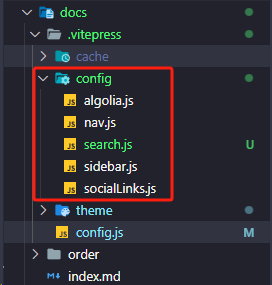 docs
.vitepress
cache
config
JS algolia.js
JS nav.js
JS search.js U
JS sidebar.js
JS socialLinks.js
theme
JS config.js M
order
index.md